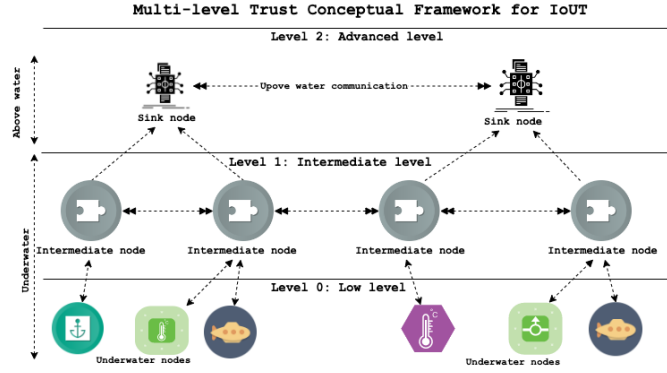 Multi-level Trust Conceptual Framework for IoUT
Level 2: Advanced level
Above water
Upove water communication
Sink node
Sink node
Level 1: Intermediate level
Underwater
Intermediate node
Intermediate node
Intermediate node
Intermediate node
Level 0: Low level
°C
Underwater nodes
Underwater nodes